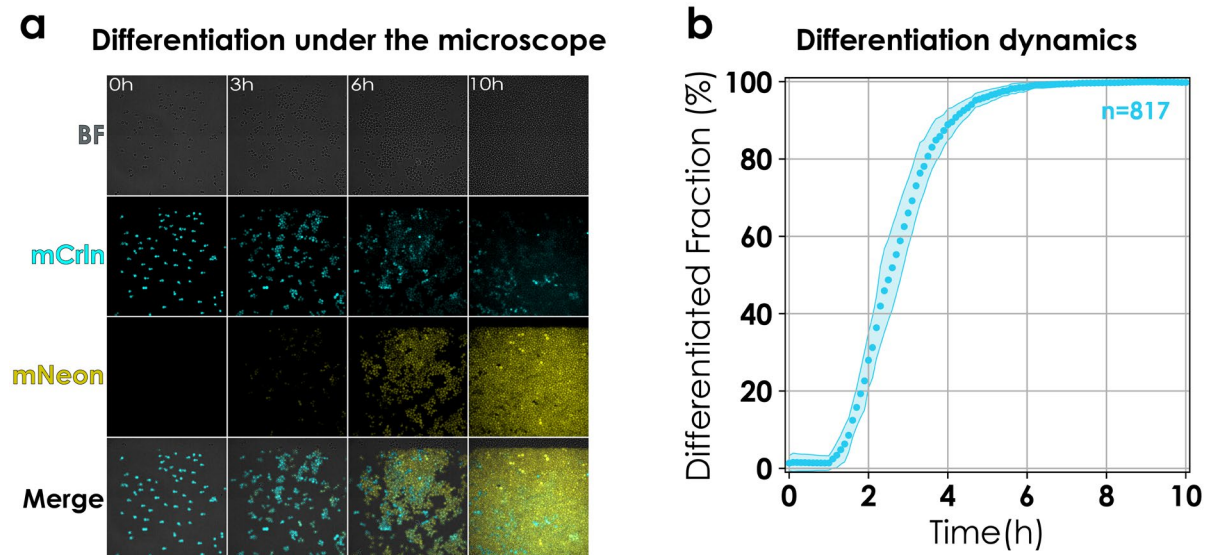 a
Differentiation under the microscope
0h 3h 6h 10h
BF
mCrln
mNeon
Merge
b
Differentiation dynamics
Differentiated Fraction (%)
100
80
60
40
20
0
n=817
0 2 4 6 8 10
Time(h)